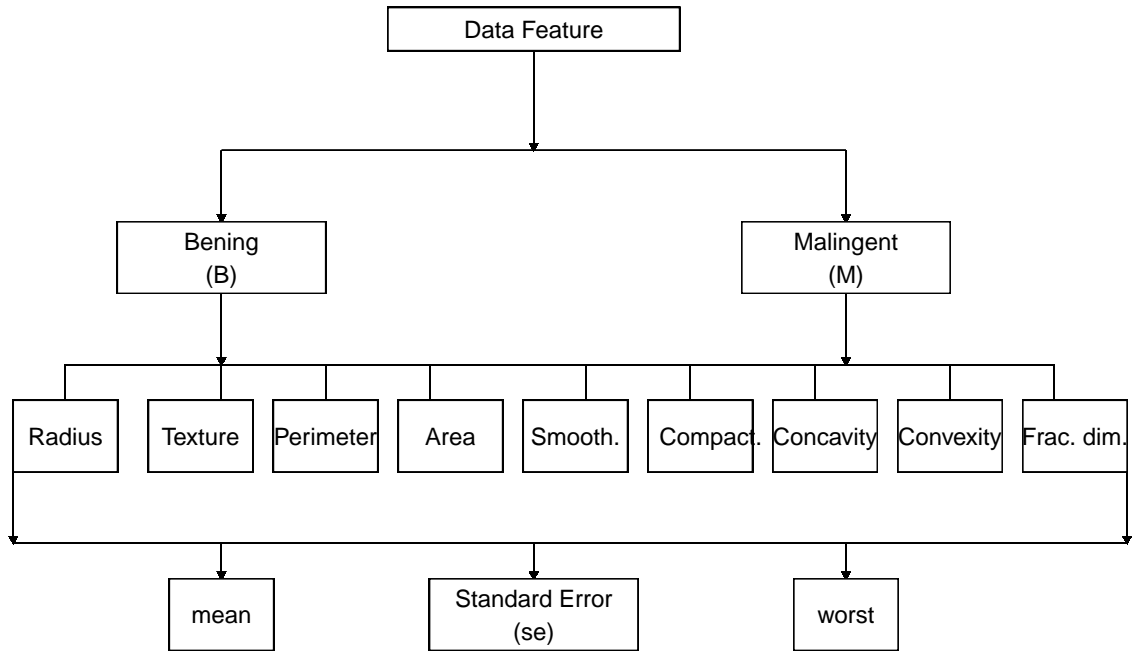 Data Feature
Bening
(B)
Malingent
(M)
Radius
Texture
Perimeter
Area
Smooth.
Compact.
Concavity
Convexity
Frac. dim.
mean
Standard Error
(se)
worst